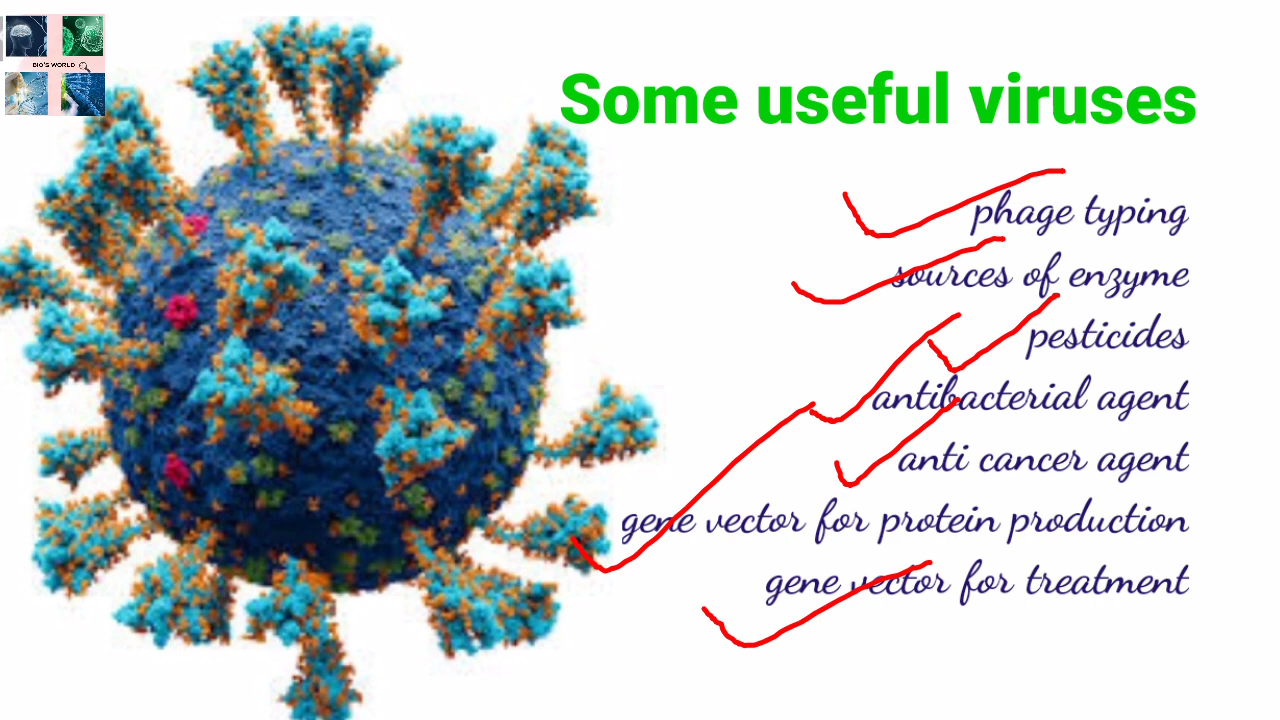 BIO'S WORLD
Some useful viruses
phage typing
sources of enzyme
pesticides
antibacterial agent
anti cancer agent
gene vector for protein production
gene vector for treatment